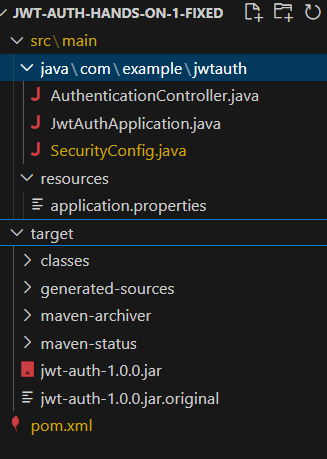 JWT-AUTH-HANDS-ON-1-FIXED
src\main
java\com\example\jwtauth
AuthenticationController.java
JwtAuthApplication.java
SecurityConfig.java
resources
application.properties
target
classes
generated-sources
maven-archiver
maven-status
jwt-auth-1.0.0.jar
jwt-auth-1.0.0.jar.original
pom.xml